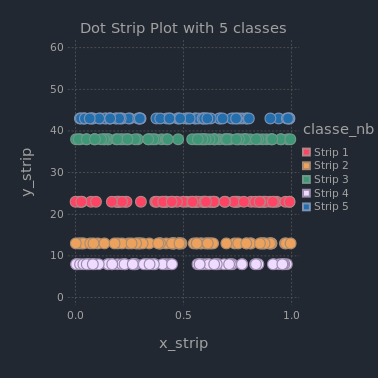 Dot Strip Plot with 5 classes
60
50
40
30
20
10
0
y_strip
0.0
0.5
1.0
x_strip
classe_nb
Strip 1
Strip 2
Strip 3
Strip 4
Strip 5